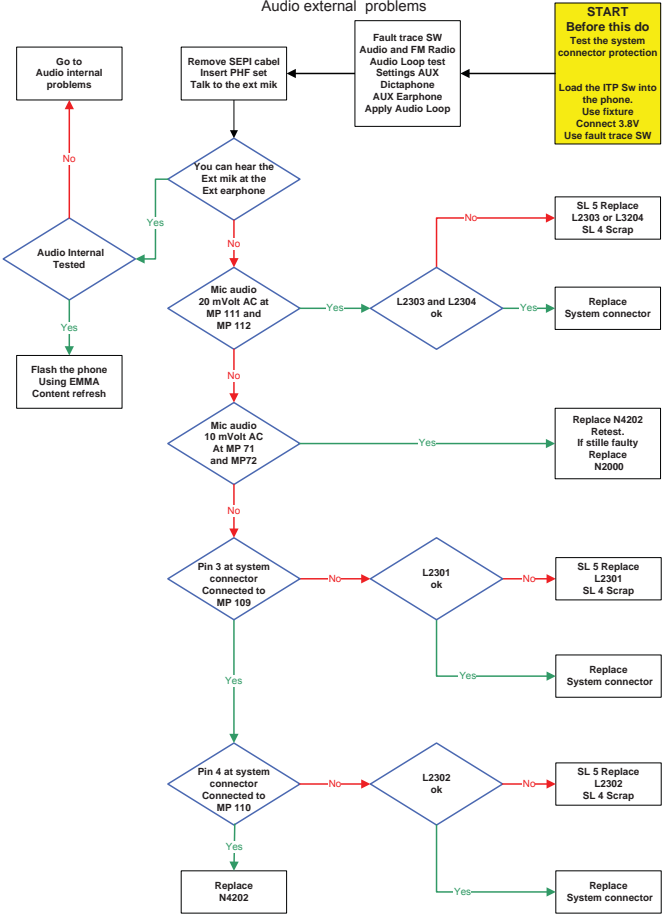 Audio external problems
START
Before this do
Test the system
connector protection
Load the ITP Sw into
the phone.
Use fixture
Connect 3.8V
Use fault trace SW
Fault trace SW
Audio and FM Radio
Audio Loop test
Settings AUX
Dictaphone
AUX Earphone
Apply Audio Loop
Remove SEPI cabel
Insert PHF set
Talk to the ext mik
Go to
Audio internal
problems
You can hear the
Ext mik at the
Ext earphone
No
Yes
Audio Internal
Tested
Yes
Flash the phone
Using EMMA
Content refresh
No
Mic audio
20 mVolt AC at
MP 111 and
MP 112
Yes
L2303 and L2304
ok
No
SL 5 Replace
L2303 or L3204
SL 4 Scrap
Yes
Replace
System connector
No
Mic audio
10 mVolt AC
At MP 71
and MP72
Yes
Replace N4202
Retest.
If stille faulty
Replace
N2000
No
Pin 3 at system
connector
Connected to
MP 109
No
L2301
ok
No
SL 5 Replace
L2301
SL 4 Scrap
Yes
Replace
System connector
Yes
Pin 4 at system
connector
Connected to
MP 110
No
L2302
ok
No
SL 5 Replace
L2302
SL 4 Scrap
Yes
Replace
System connector
Yes
Replace
N4202